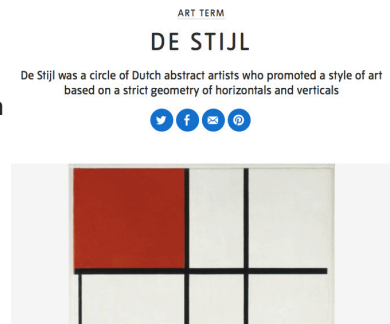 ART TERM
DE STIJL
De Stijl was a circle of Dutch abstract artists who promoted a style of art
based on a strict geometry of horizontals and verticals